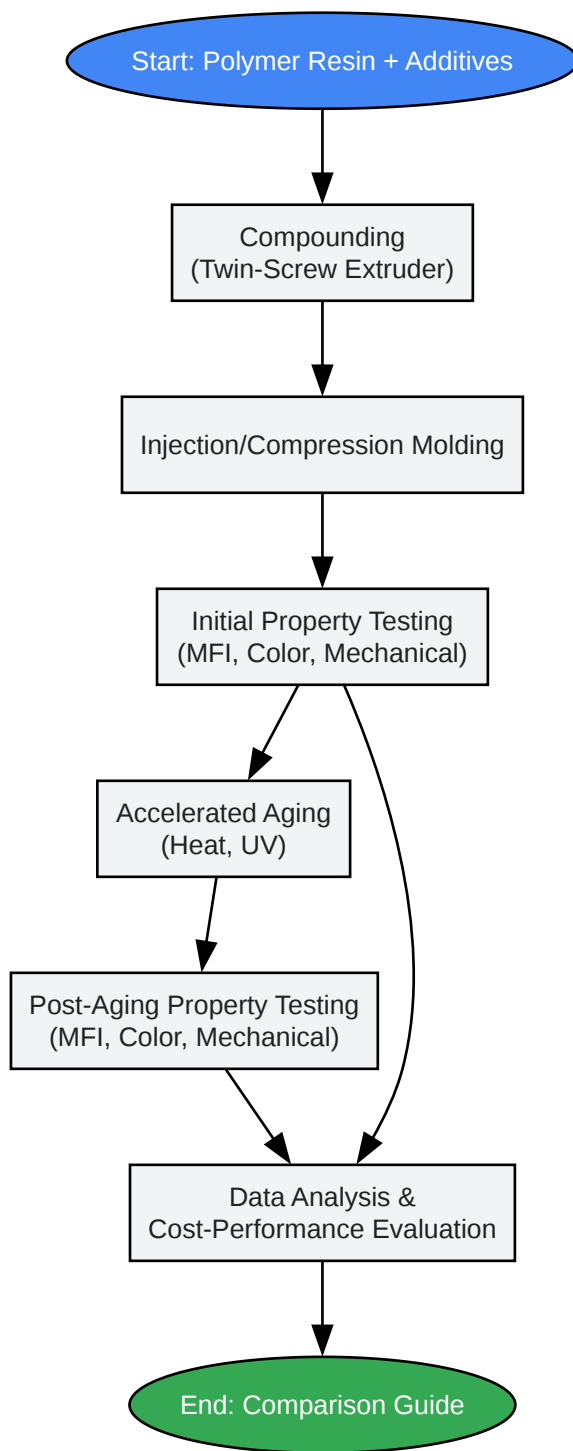 Start: Polymer Resin + Additives
Compounding
(Twin-Screw Extruder)
Injection/Compression Molding
Initial Property Testing
(MFI, Color, Mechanical)
Accelerated Aging
(Heat, UV)
Post-Aging Property Testing
(MFI, Color, Mechanical)
Data Analysis &
Cost-Performance Evaluation
End: Comparison Guide